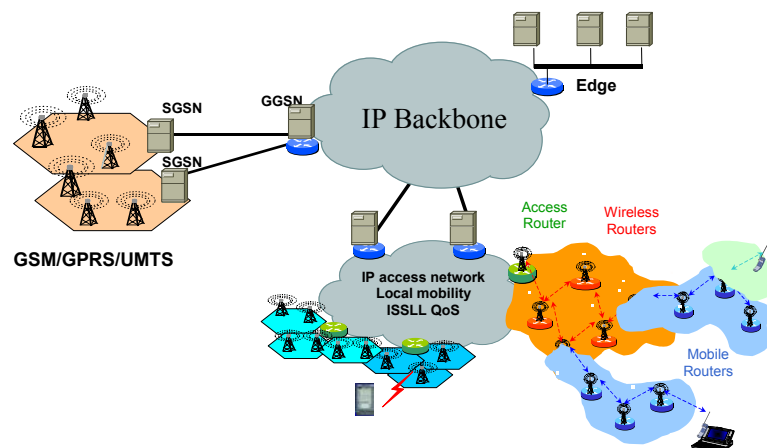 SGSN
GGSN
SGSN
IP Backbone
Edge
GSM/GPRS/UMTS
Access
Router
Wireless
Routers
IP access network
Local mobility
ISSLL QoS
Mobile
Routers